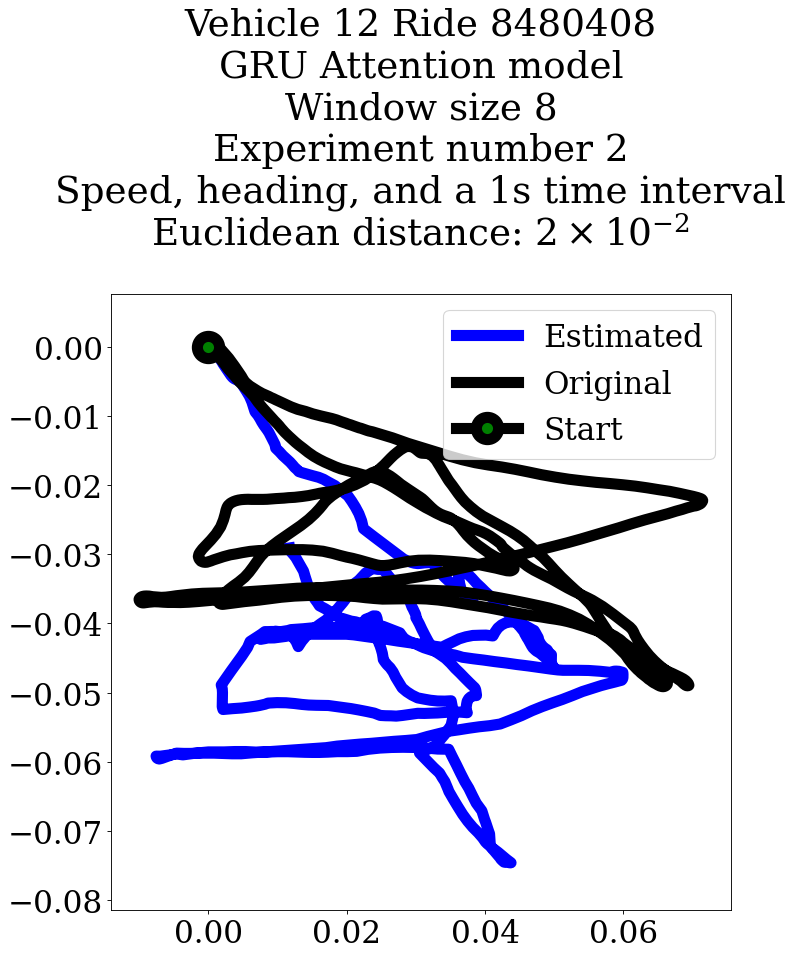 Vehicle 12 Ride 8480408
GRU Attention model
Window size 8
Experiment number 2
Speed, heading, and a 1s time interval
Euclidean distance: 2 × 10⁻²
Estimated
Original
Start
0.00
−0.01
−0.02
−0.03
−0.04
−0.05
−0.06
−0.07
−0.08
0.00 0.02 0.04 0.06